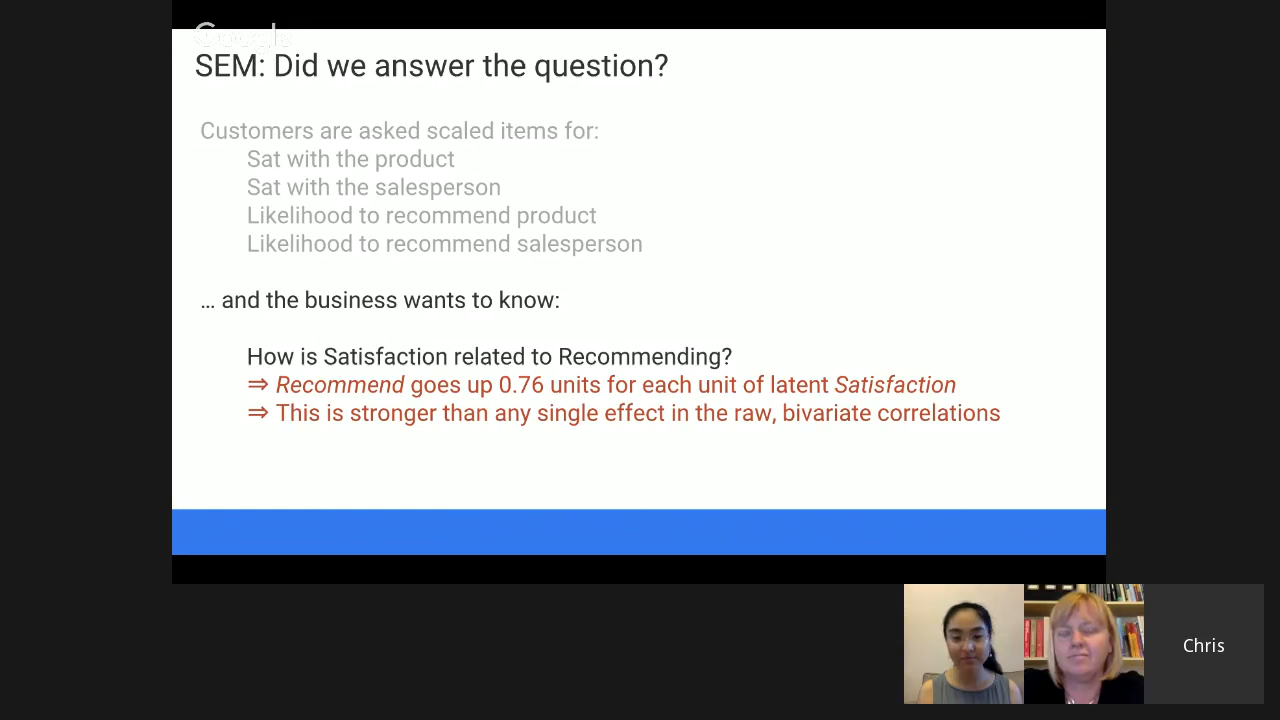 Google
SEM: Did we answer the question?
Customers are asked scaled items for:
Sat with the product
Sat with the salesperson
Likelihood to recommend product
Likelihood to recommend salesperson
… and the business wants to know:
How is Satisfaction related to Recommending?
⇒ Recommend goes up 0.76 units for each unit of latent Satisfaction
⇒ This is stronger than any single effect in the raw, bivariate correlations
Chris